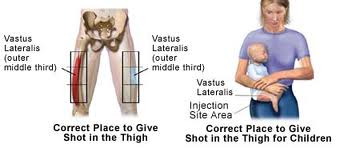 Vastus
Lateralis
(outer
middle third)
Vastus
Lateralis
(outer
middle third)
Correct Place to Give
Shot in the Thigh
Vastus
Lateralis
Injection
Site Area
Correct Place to Give
Shot in the Thigh for Children